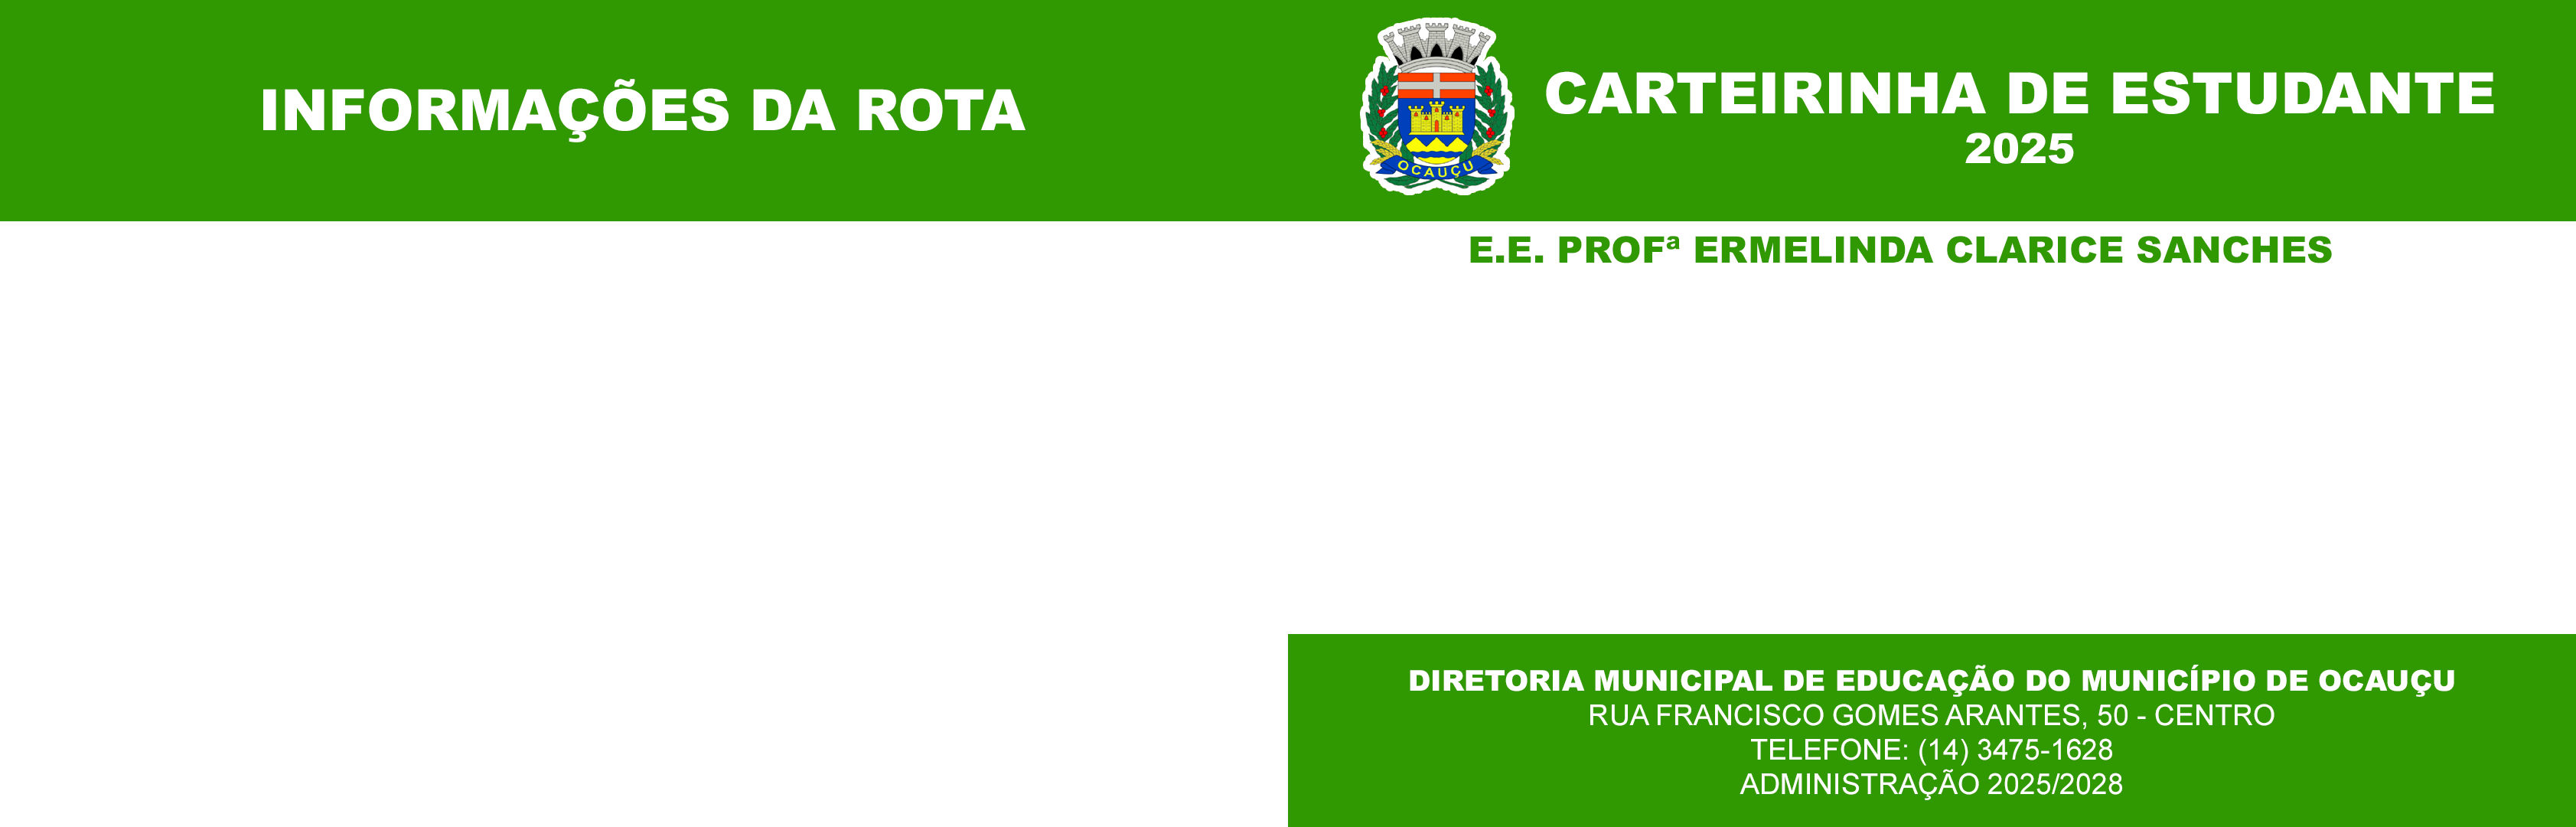 INFORMAÇÕES DA ROTA
CARTEIRINHA DE ESTUDANTE
2025
OCAUÇU
E.E. PROFª ERMELINDA CLARICE SANCHES
DIRETORIA MUNICIPAL DE EDUCAÇÃO DO MUNICÍPIO DE OCAUÇU
RUA FRANCISCO GOMES ARANTES, 50 - CENTRO
TELEFONE: (14) 3475-1628
ADMINISTRAÇÃO 2025/2028